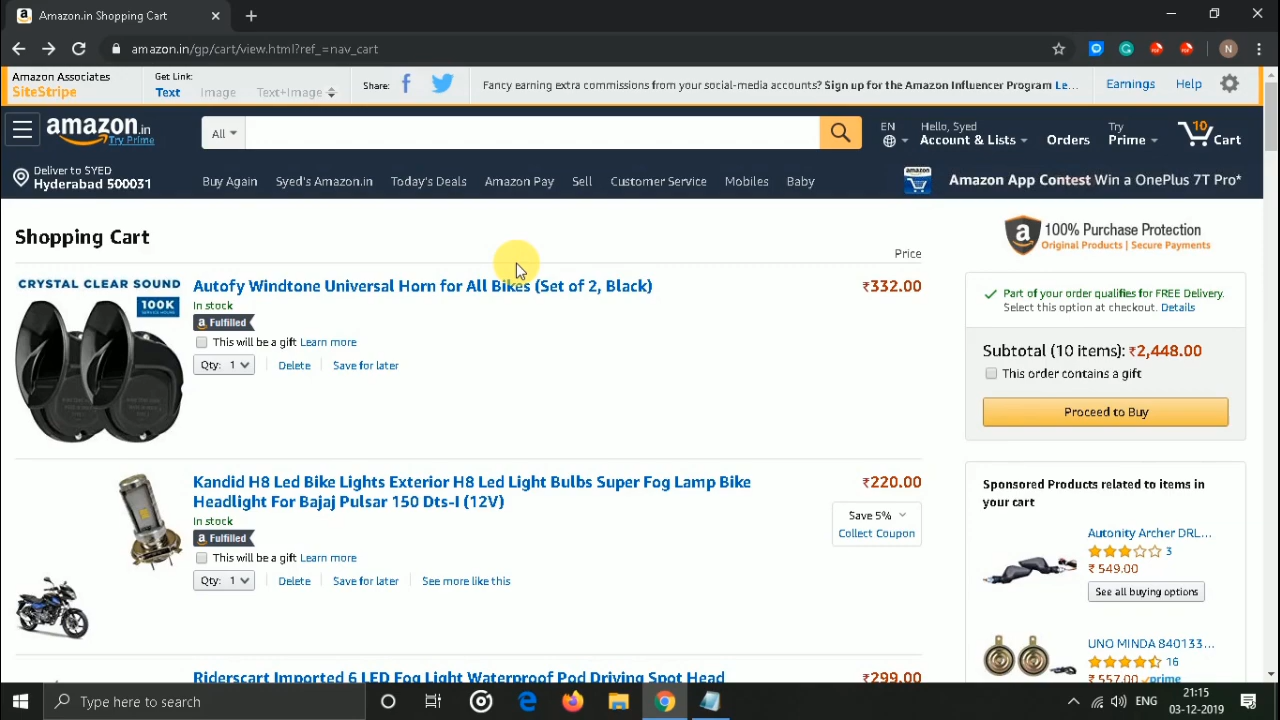 Amazon.in Shopping Cart
amazon.in/gp/cart/view.html?ref_=nav_cart
N
Amazon Associates
SiteStripe
Get Link:
Text Image Text+Image
Share:
Fancy earning extra commissions from your social-media accounts? Sign up for the Amazon Influencer Program Le...
Earnings Help
amazon.in
Try Prime
All
EN
Hello, Syed
Account & Lists
Orders
Try
Prime
10
Cart
Deliver to SYED
Hyderabad 500031
Buy Again Syed's Amazon.in Today's Deals Amazon Pay Sell Customer Service Mobiles Baby
Amazon App Contest Win a OnePlus 7T Pro*
Shopping Cart
Price
100% Purchase Protection
Original Products | Secure Payments
CRYSTAL CLEAR SOUND
100K
Autofy Windtone Universal Horn for All Bikes (Set of 2, Black)
₹332.00
In stock
Fulfilled
This will be a gift Learn more
Qty: 1 Delete Save for later
Part of your order qualifies for FREE Delivery.
Select this option at checkout. Details
Subtotal (10 items): ₹2,448.00
This order contains a gift
Proceed to Buy
Kandid H8 Led Bike Lights Exterior H8 Led Light Bulbs Super Fog Lamp Bike
Headlight For Bajaj Pulsar 150 Dts-I (12V)
₹220.00
In stock
Fulfilled
This will be a gift Learn more
Qty: 1 Delete Save for later See more like this
Save 5%
Collect Coupon
Sponsored Products related to items in
your cart
Autonity Archer DRL...
3
₹ 549.00
See all buying options
UNO MINDA 840133...
16
₹ 557.00 prime
Riderscart Imported 6 LED Fog Light Waterproof Pod Driving Spot Head
₹299.00
Type here to search
ENG
21:15
03-12-2019